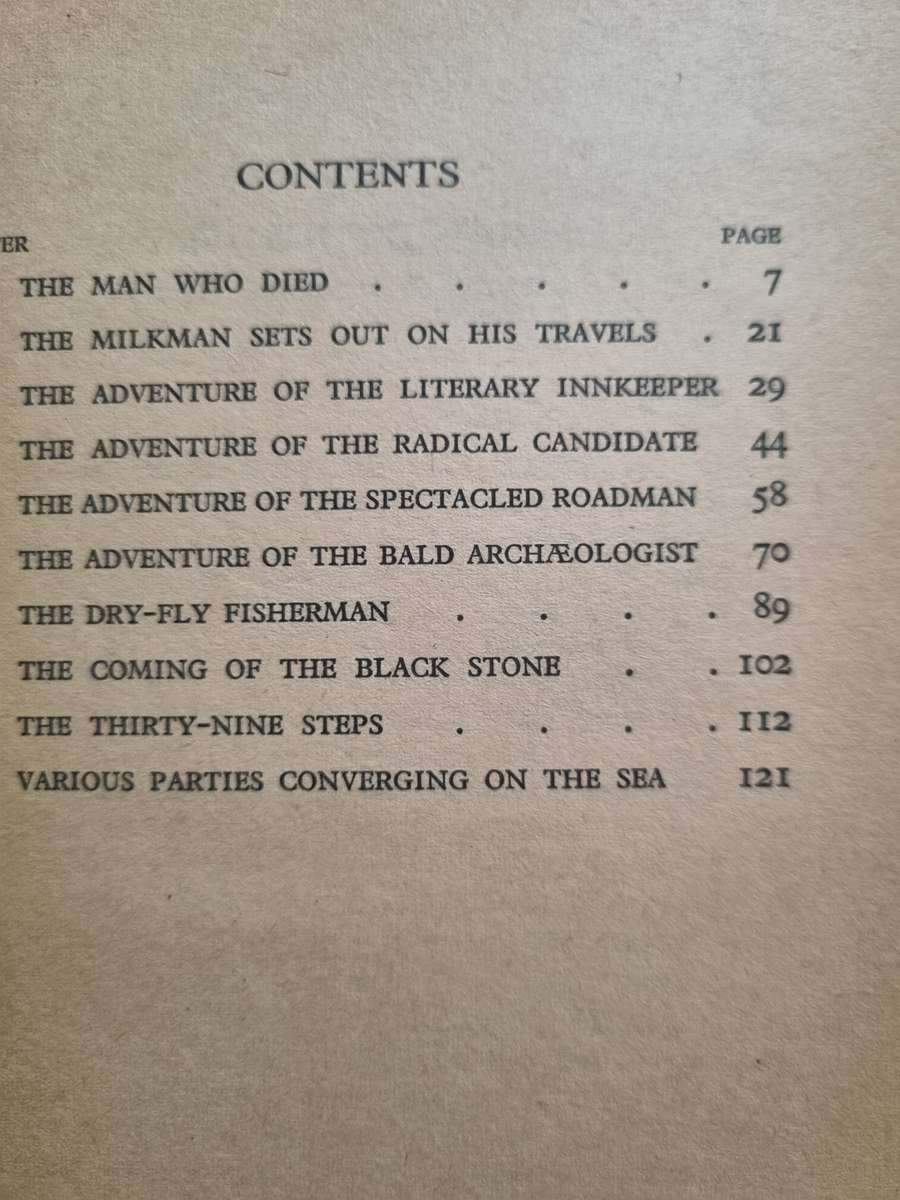 CONTENTS
ER PAGE
THE MAN WHO DIED . . . . . 7
THE MILKMAN SETS OUT ON HIS TRAVELS . 21
THE ADVENTURE OF THE LITERARY INNKEEPER 29
THE ADVENTURE OF THE RADICAL CANDIDATE 44
THE ADVENTURE OF THE SPECTACLED ROADMAN 58
THE ADVENTURE OF THE BALD ARCHÆOLOGIST 70
THE DRY-FLY FISHERMAN . . . . 89
THE COMING OF THE BLACK STONE . . 102
THE THIRTY-NINE STEPS . . . . 112
VARIOUS PARTIES CONVERGING ON THE SEA 121